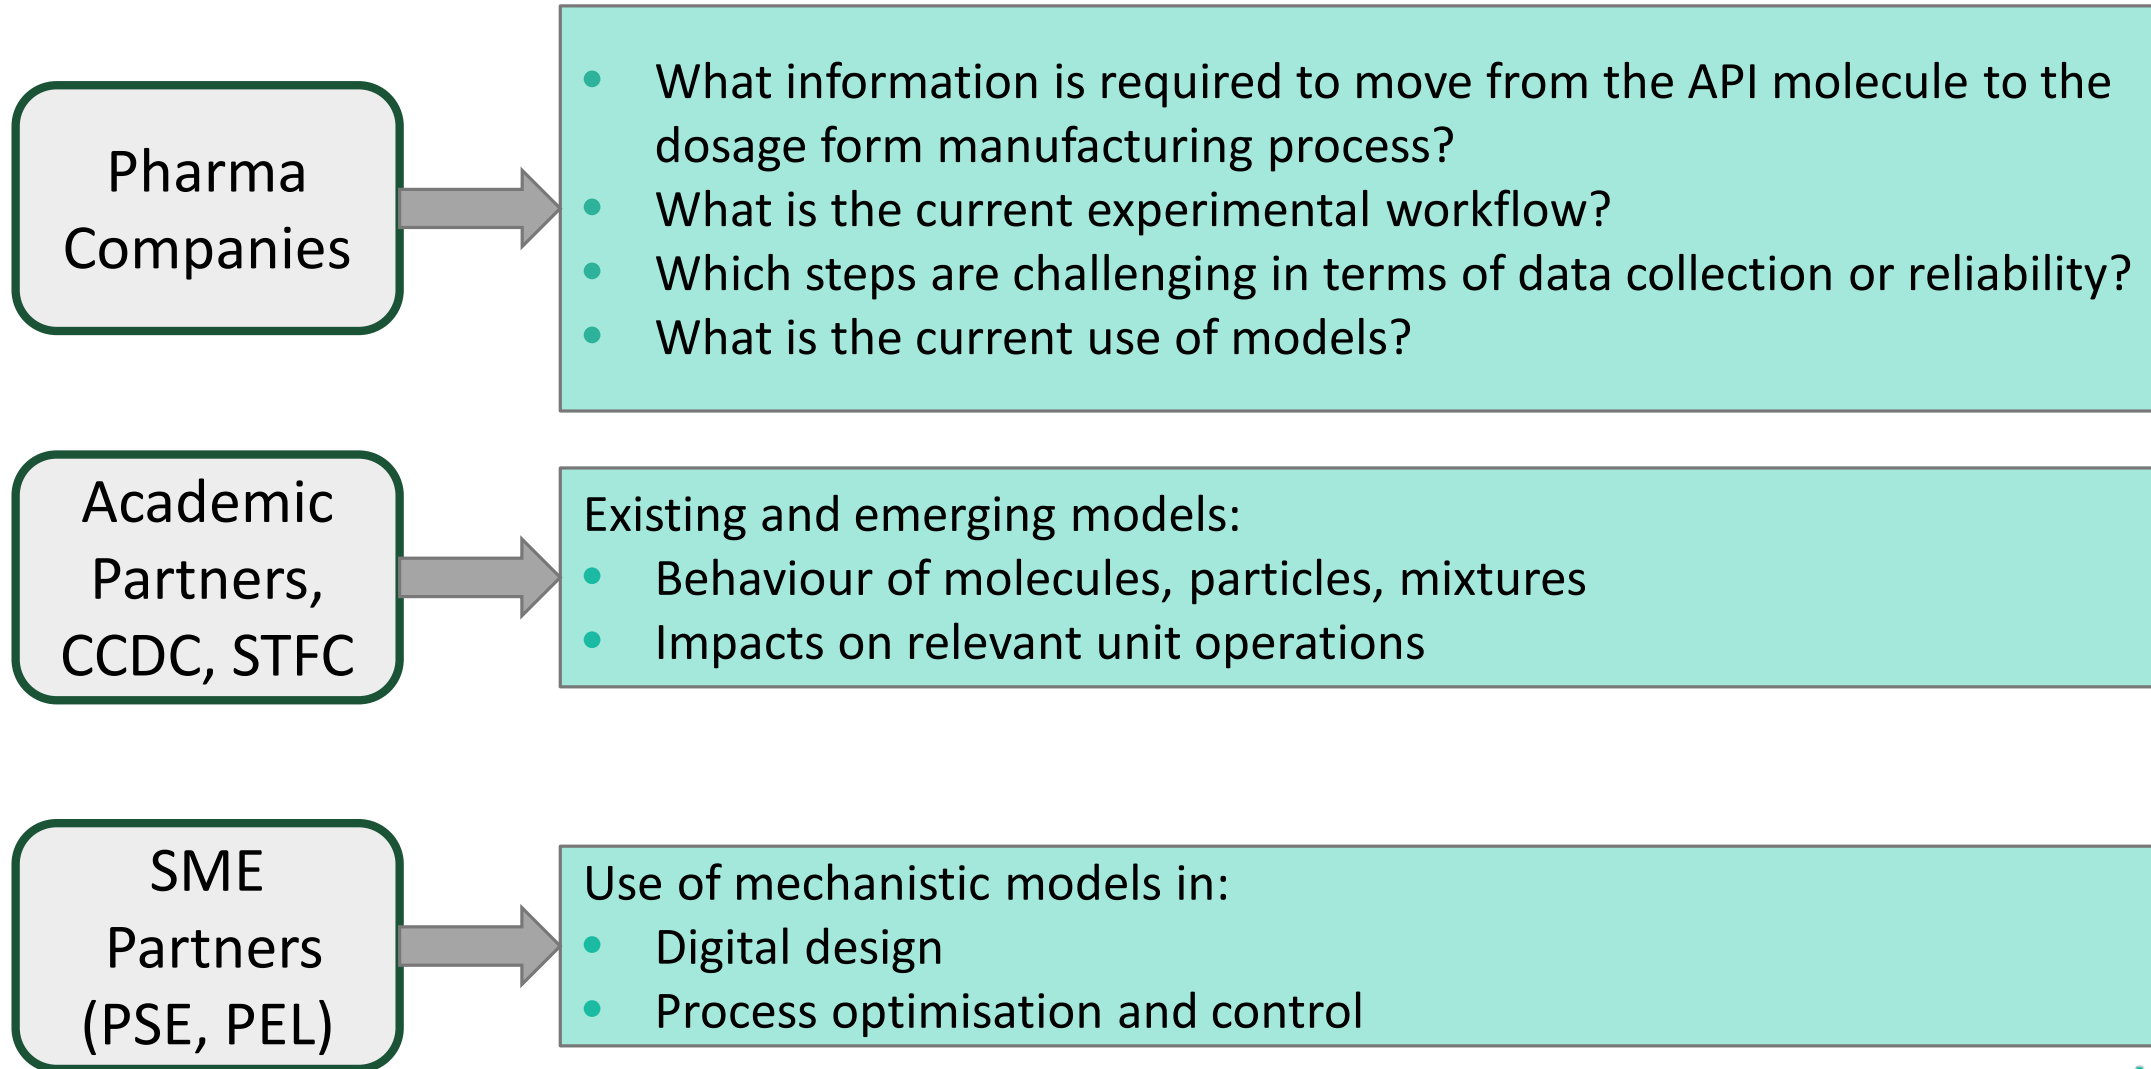 Pharma
Companies
• What information is required to move from the API molecule to the
dosage form manufacturing process?
• What is the current experimental workflow?
• Which steps are challenging in terms of data collection or reliability?
• What is the current use of models?
Academic
Partners,
CCDC, STFC
Existing and emerging models:
• Behaviour of molecules, particles, mixtures
• Impacts on relevant unit operations
SME
Partners
(PSE, PEL)
Use of mechanistic models in:
• Digital design
• Process optimisation and control